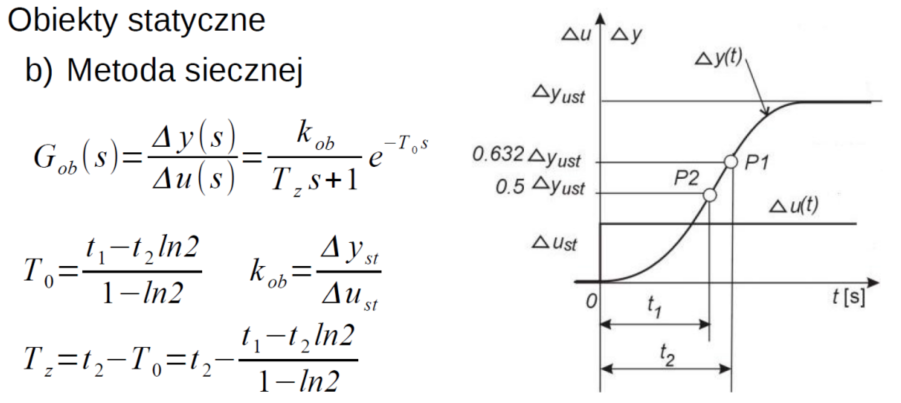 Obiekty statyczne
b) Metoda siecznej
G_ob(s)=Δy(s)/Δu(s)=k_ob/(T_z s+1) e^(-T_0 s)
T_0=(t_1-t_2 ln2)/(1-ln2) k_ob=Δy_st/Δu_st
T_z=t_2-T_0=t_2-(t_1-t_2 ln2)/(1-ln2)
Δu Δy
Δy(t)
Δy_ust
0.632 Δy_ust P1
0.5 Δy_ust P2
Δu(t)
Δu_st
0 t [s]
t_1
t_2